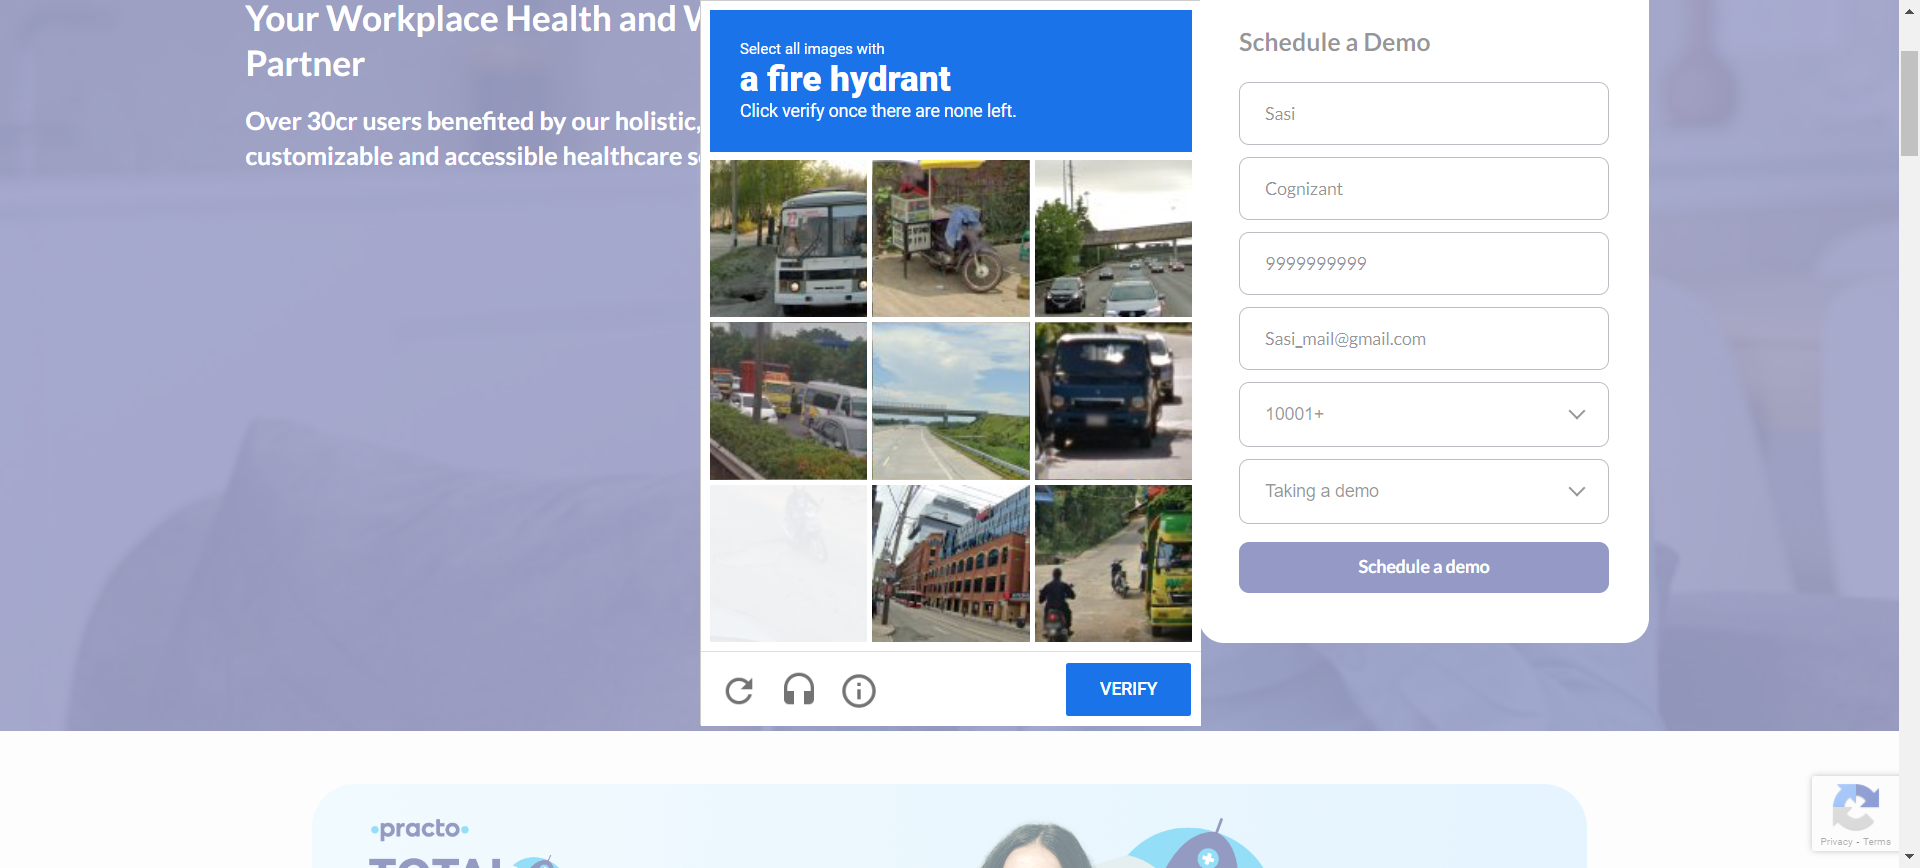 Your Workplace Health and W
Partner
Over 30cr users benefited by our holistic,
customizable and accessible healthcare s
Select all images with
a fire hydrant
Click verify once there are none left.
VERIFY
Schedule a Demo
Sasi
Cognizant
9999999999
Sasi_mail@gmail.com
10001+
Taking a demo
Schedule a demo
practo
TOTAL
Privacy - Terms